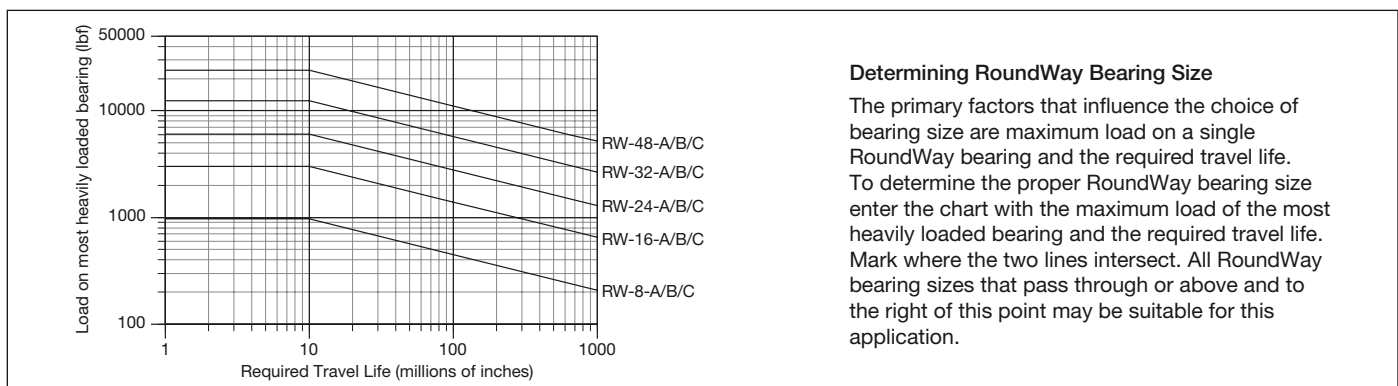 50000
10000
1000
100
Load on most heavily loaded bearing (lbf)
1
10
100
1000
Required Travel Life (millions of inches)
RW-48-A/B/C
RW-32-A/B/C
RW-24-A/B/C
RW-16-A/B/C
RW-8-A/B/C
Determining RoundWay Bearing Size
The primary factors that influence the choice of
bearing size are maximum load on a single
RoundWay bearing and the required travel life.
To determine the proper RoundWay bearing size
enter the chart with the maximum load of the most
heavily loaded bearing and the required travel life.
Mark where the two lines intersect. All RoundWay
bearing sizes that pass through or above and to
the right of this point may be suitable for this
application.